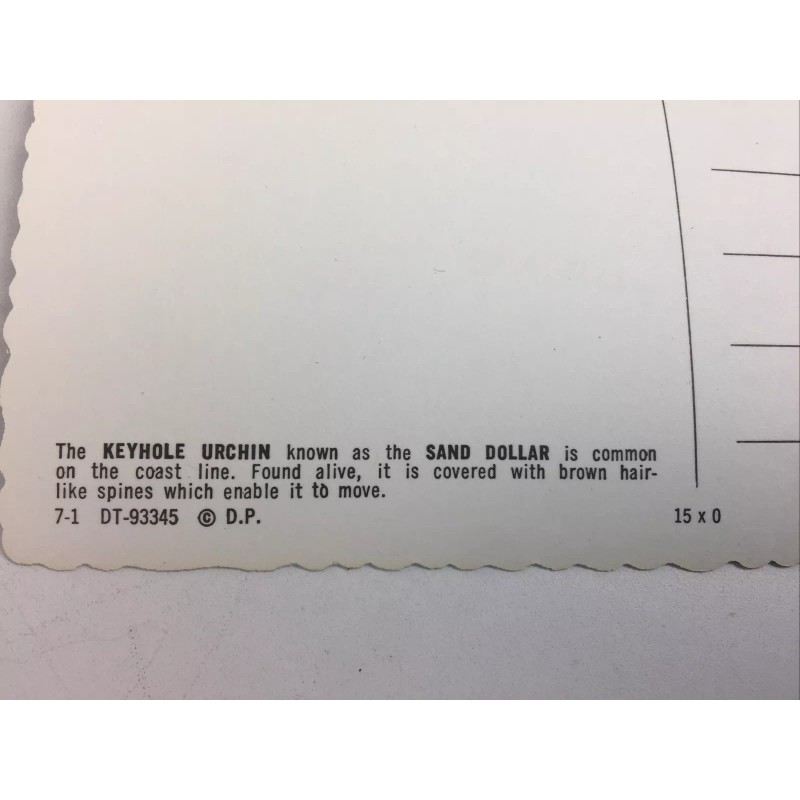 The KEYHOLE URCHIN known as the SAND DOLLAR is common
on the coast line. Found alive, it is covered with brown hair-
like spines which enable it to move.
7-1 DT-93345 © D.P. 15 x 0